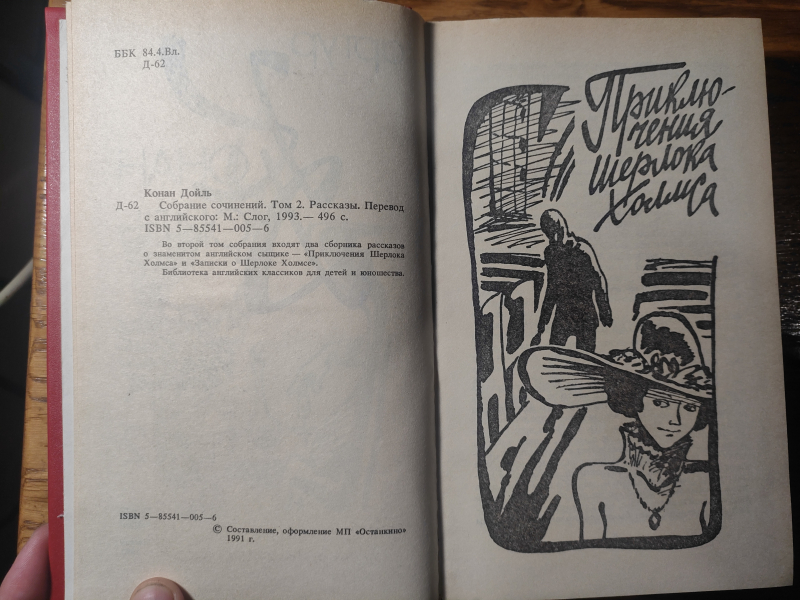 ББК 84.4.Вл.
Д-62
Конан Дойль
Д-62 Собрание сочинений. Том 2. Рассказы. Перевод
с английского: М.: Слог, 1993.— 496 с.
ISBN 5—85541—005—6
Во второй том собрания входят два сборника рассказов
о знаменитом английском сыщике — «Приключения Шерлока
Холмса» и «Записки о Шерлоке Холмсе».
Библиотека английских классиков для детей и юношества.
ISBN 5—85541—005—6
© Составление, оформление МП «Останкино»
1991 г.
Приклю-
чения
Шерлока
Холмса